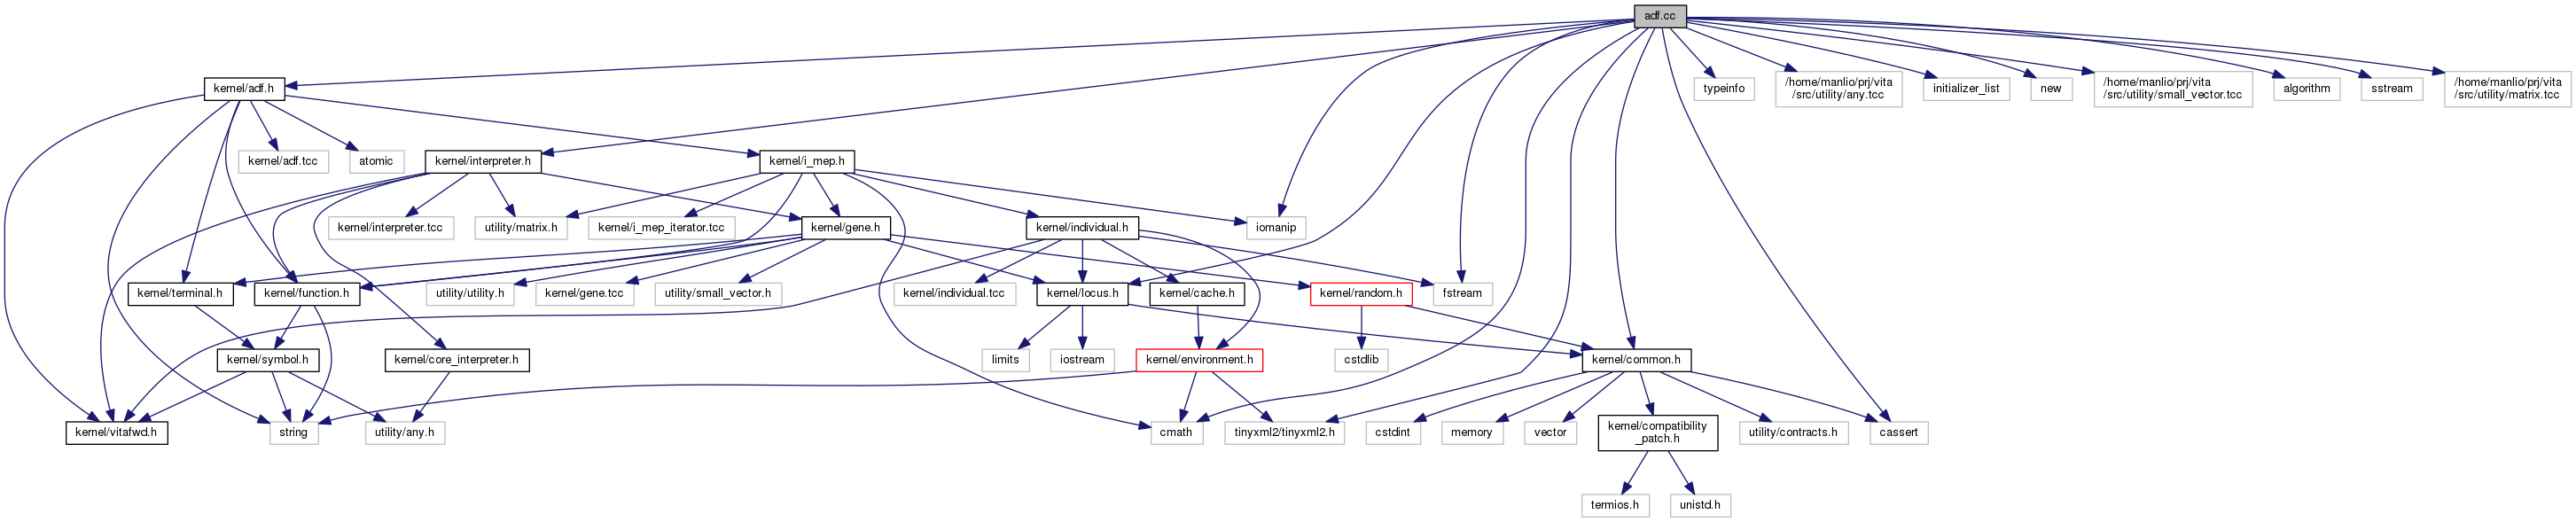 adf.cc
kernel/adf.h
typeinfo
/home/manlio/prj/vita
/src/utility/any.tcc
initializer_list
new
/home/manlio/prj/vita
/src/utility/small_vector.tcc
algorithm
sstream
/home/manlio/prj/vita
/src/utility/matrix.tcc
kernel/adf.tcc
atomic
kernel/interpreter.h
kernel/i_mep.h
kernel/interpreter.tcc
utility/matrix.h
kernel/i_mep_iterator.tcc
kernel/gene.h
kernel/individual.h
iomanip
kernel/terminal.h
kernel/function.h
utility/utility.h
kernel/gene.tcc
utility/small_vector.h
kernel/individual.tcc
kernel/locus.h
kernel/cache.h
kernel/random.h
fstream
kernel/symbol.h
kernel/core_interpreter.h
limits
iostream
kernel/environment.h
cstdlib
kernel/common.h
kernel/vitafwd.h
string
utility/any.h
cmath
tinyxml2/tinyxml2.h
cstdint
memory
vector
kernel/compatibility
_patch.h
utility/contracts.h
cassert
termios.h
unistd.h